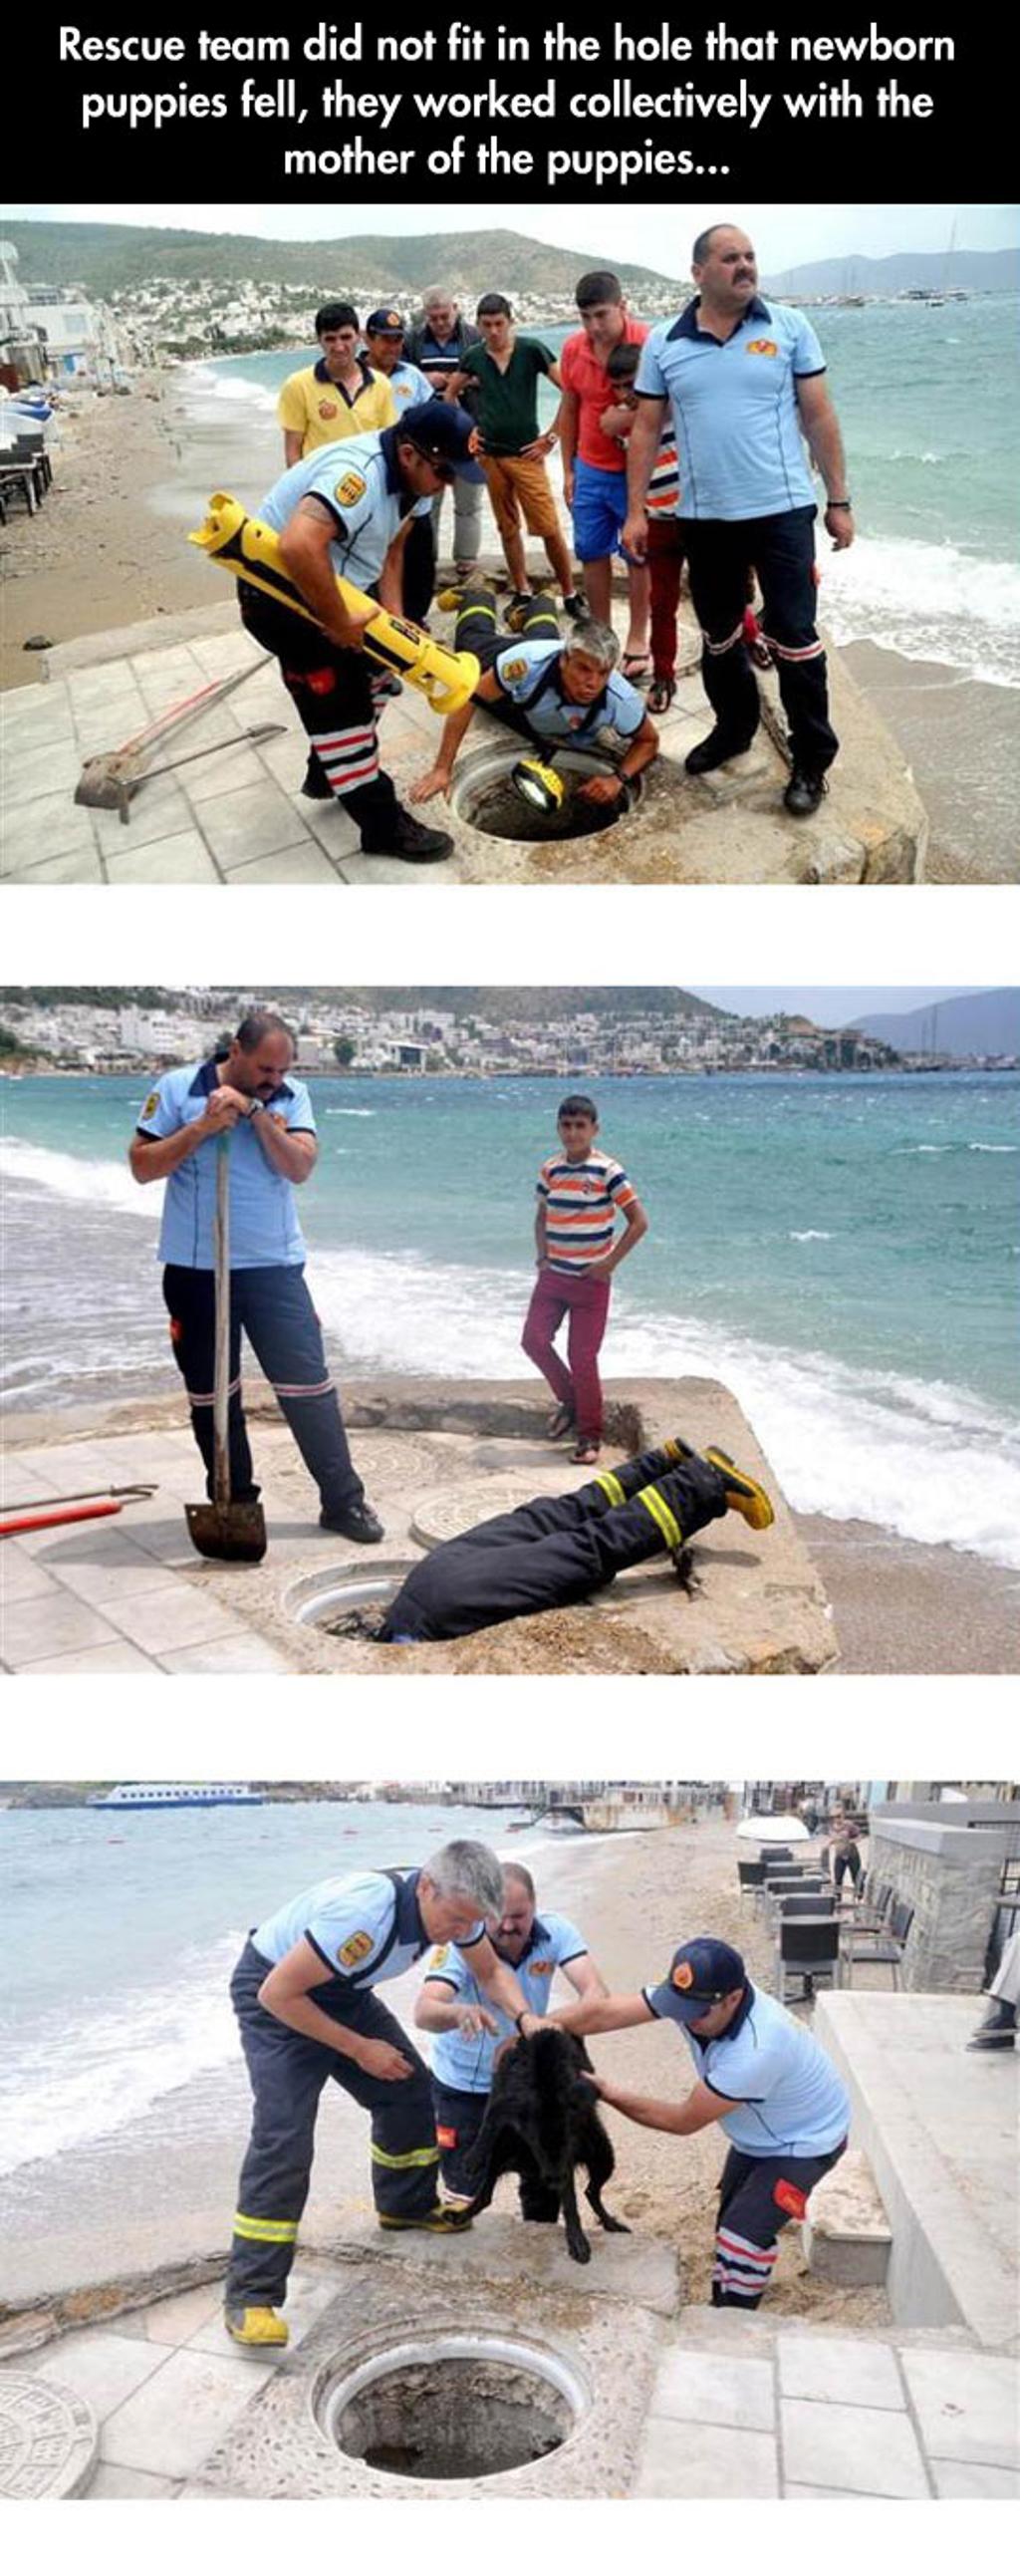 Rescue team did not fit in the hole that newborn
puppies fell, they worked collectively with the
mother of the puppies...